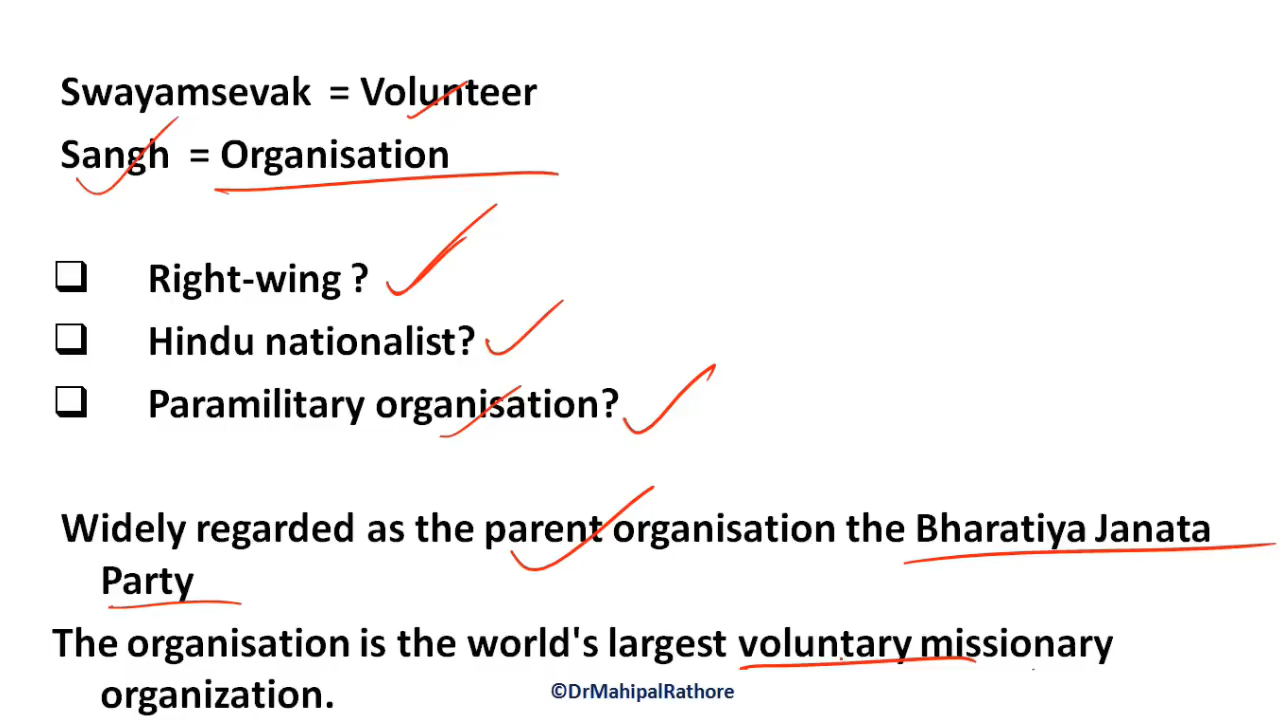 Swayamsevak = Volunteer
Sangh = Organisation
❑ Right-wing ?
❑ Hindu nationalist?
❑ Paramilitary organisation?
Widely regarded as the parent organisation the Bharatiya Janata
Party
The organisation is the world's largest voluntary missionary
organization.
©DrMahipalRathore